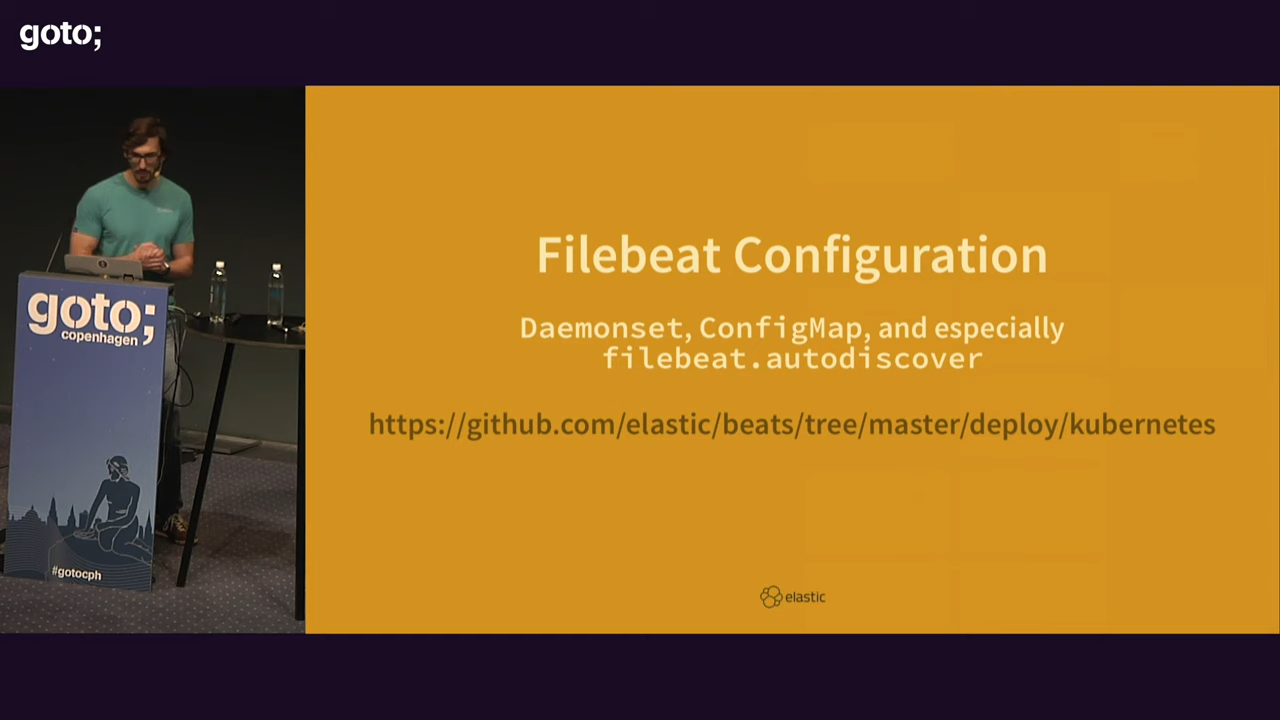 goto;
Filebeat Configuration
Daemonset, ConfigMap, and especially
filebeat.autodiscover
https://github.com/elastic/beats/tree/master/deploy/kubernetes
elastic
goto;
copenhagen
#gotocph